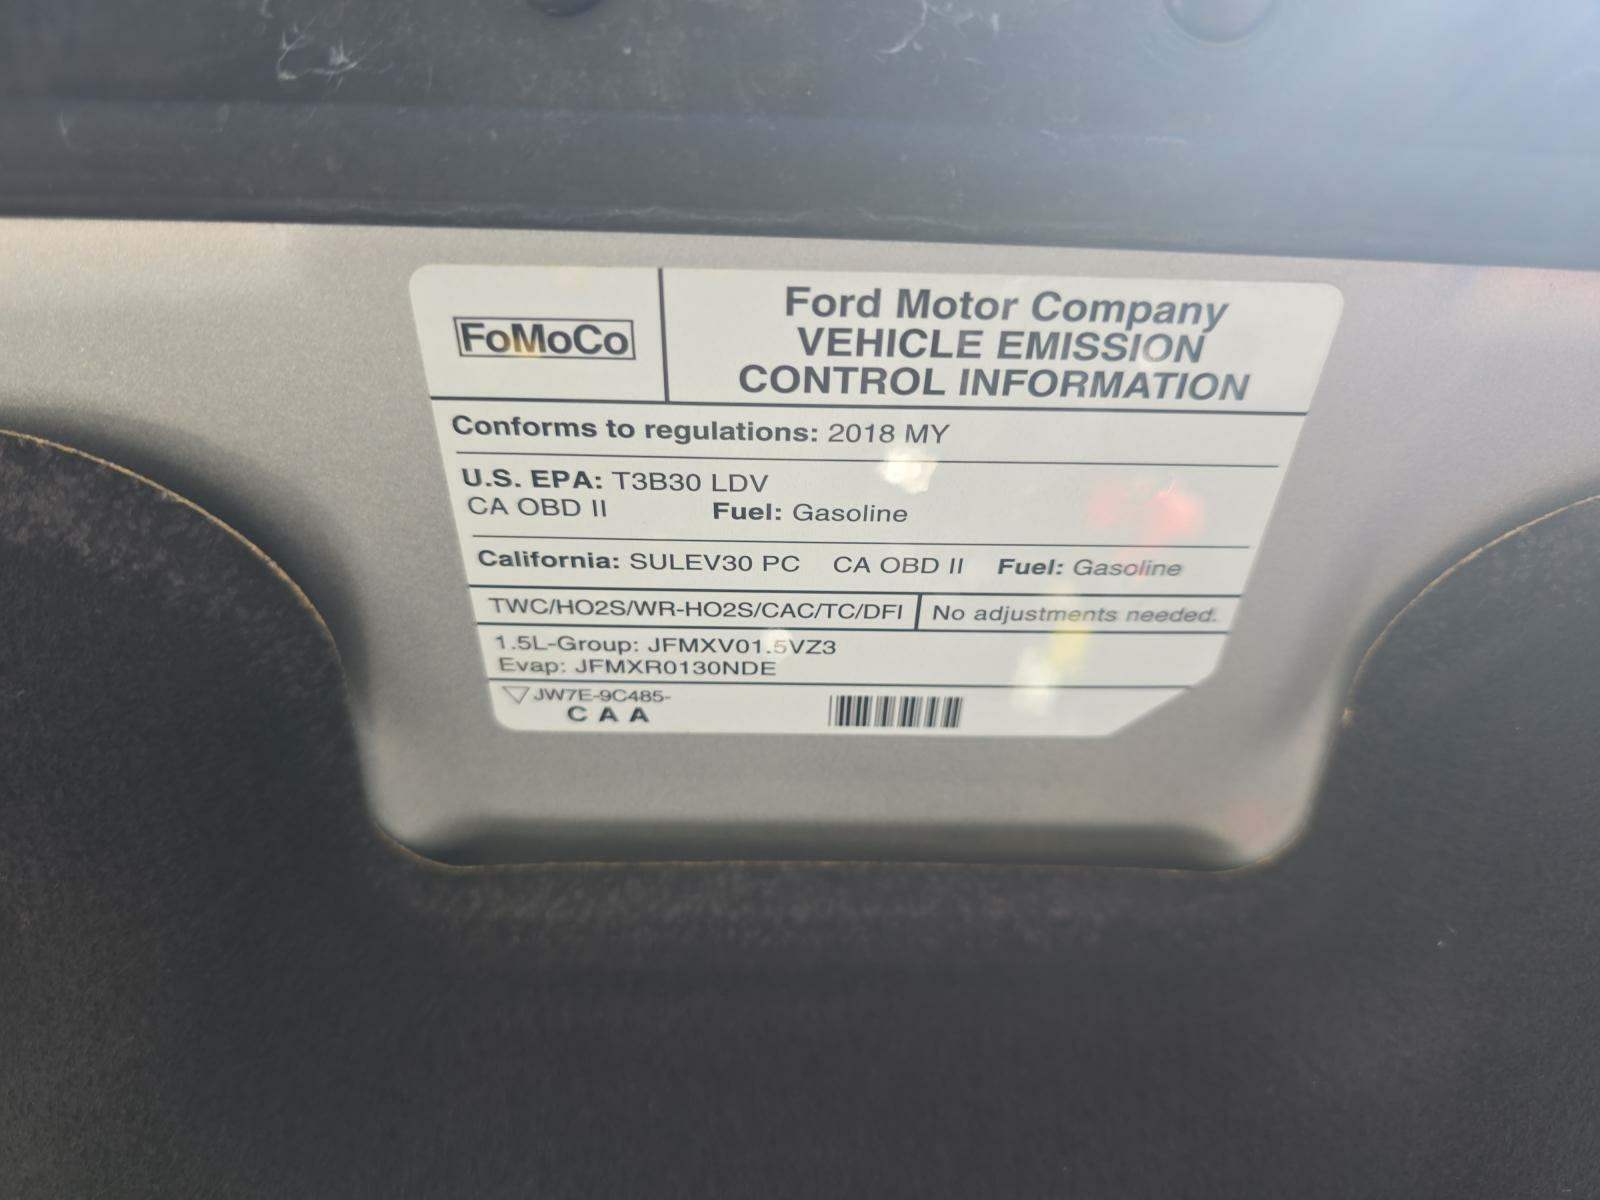 FoMoCo
Ford Motor Company
VEHICLE EMISSION
CONTROL INFORMATION
Conforms to regulations: 2018 MY
U.S. EPA: T3B30 LDV
CA OBD II Fuel: Gasoline
California: SULEV30 PC CA OBD II Fuel: Gasoline
TWC/HO2S/WR-HO2S/CAC/TC/DFI No adjustments needed.
1.5L-Group: JFMXV01.5VZ3
Evap: JFMXR0130NDE
JW7E-9C485-
C A A